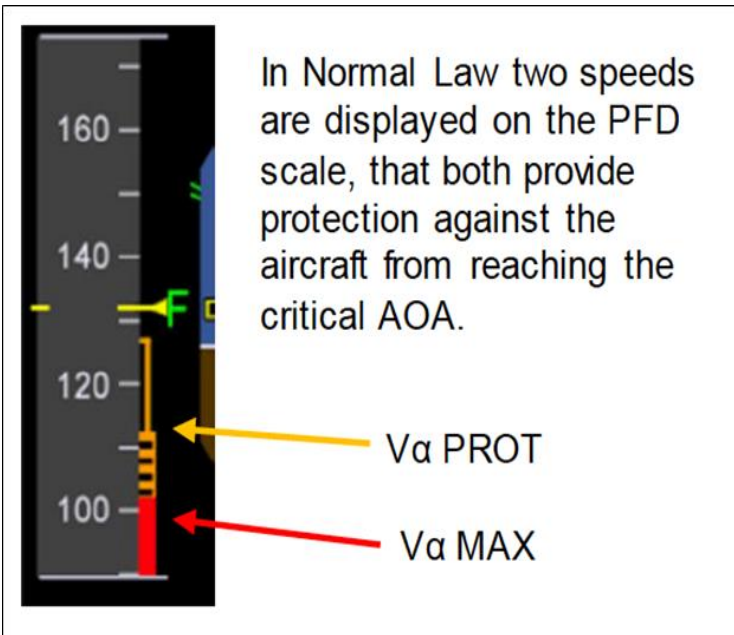 In Normal Law two speeds
are displayed on the PFD
scale, that both provide
protection against the
aircraft from reaching the
critical AOA.
160
140
F
120
Vα PROT
100
Vα MAX